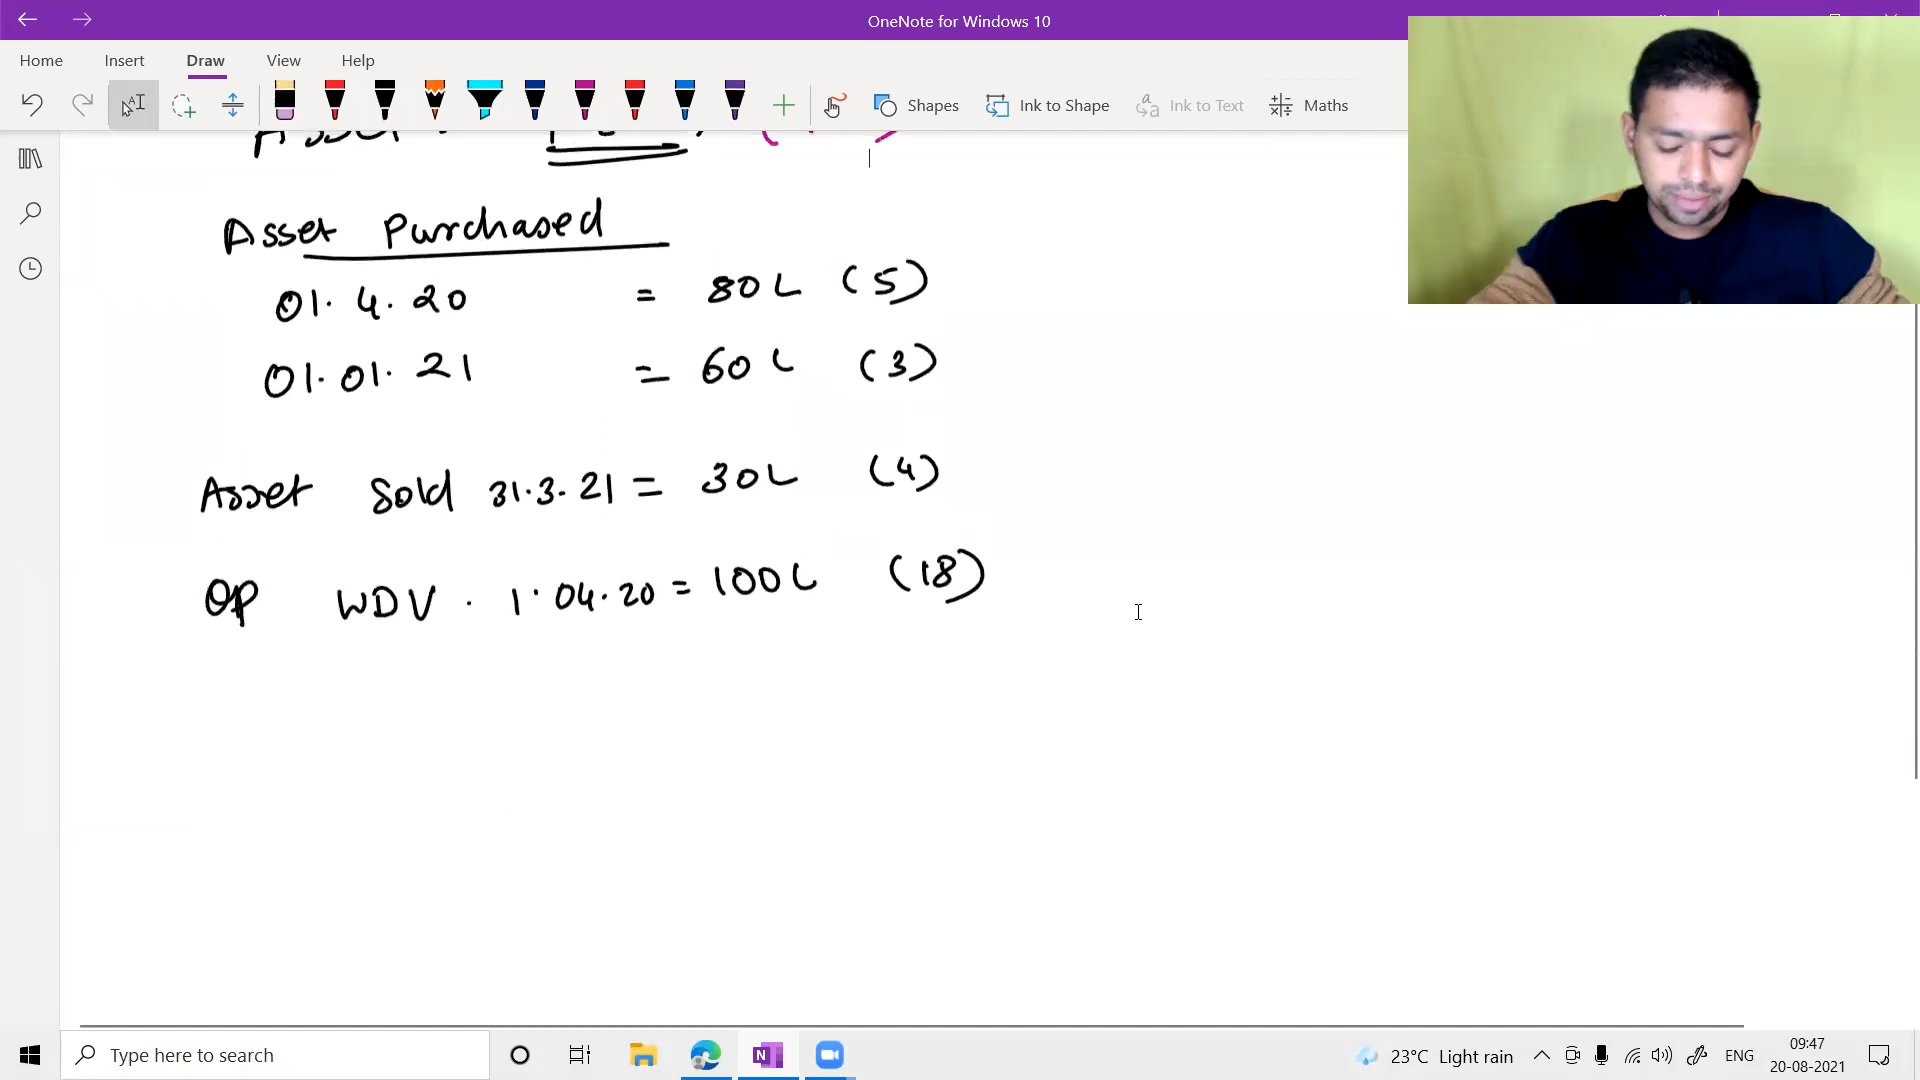 OneNote for Windows 10
Home Insert Draw View Help
Shapes Ink to Shape Ink to Text Maths
Asset Purchased
01.4.20 = 80L (5)
01.01.21 = 60L (3)
Asset Sold 31.3.21 = 30L (4)
OP WDV . 1.04.20 = 100L (18)
Type here to search
23°C Light rain ENG 09:47
20-08-2021